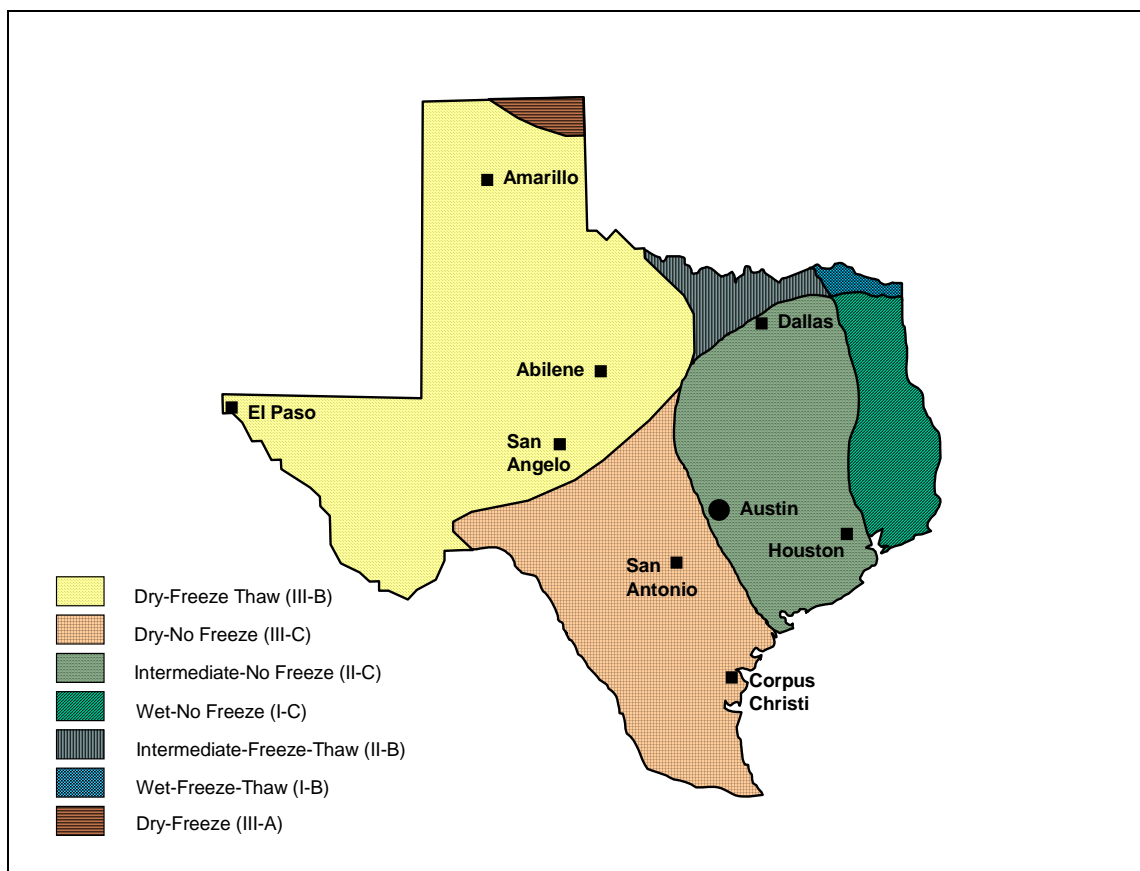 Amarillo
Dallas
Abilene
El Paso
San
Angelo
Austin
Houston
San
Antonio
Corpus
Christi
Dry-Freeze Thaw (III-B)
Dry-No Freeze (III-C)
Intermediate-No Freeze (II-C)
Wet-No Freeze (I-C)
Intermediate-Freeze-Thaw (II-B)
Wet-Freeze-Thaw (I-B)
Dry-Freeze (III-A)